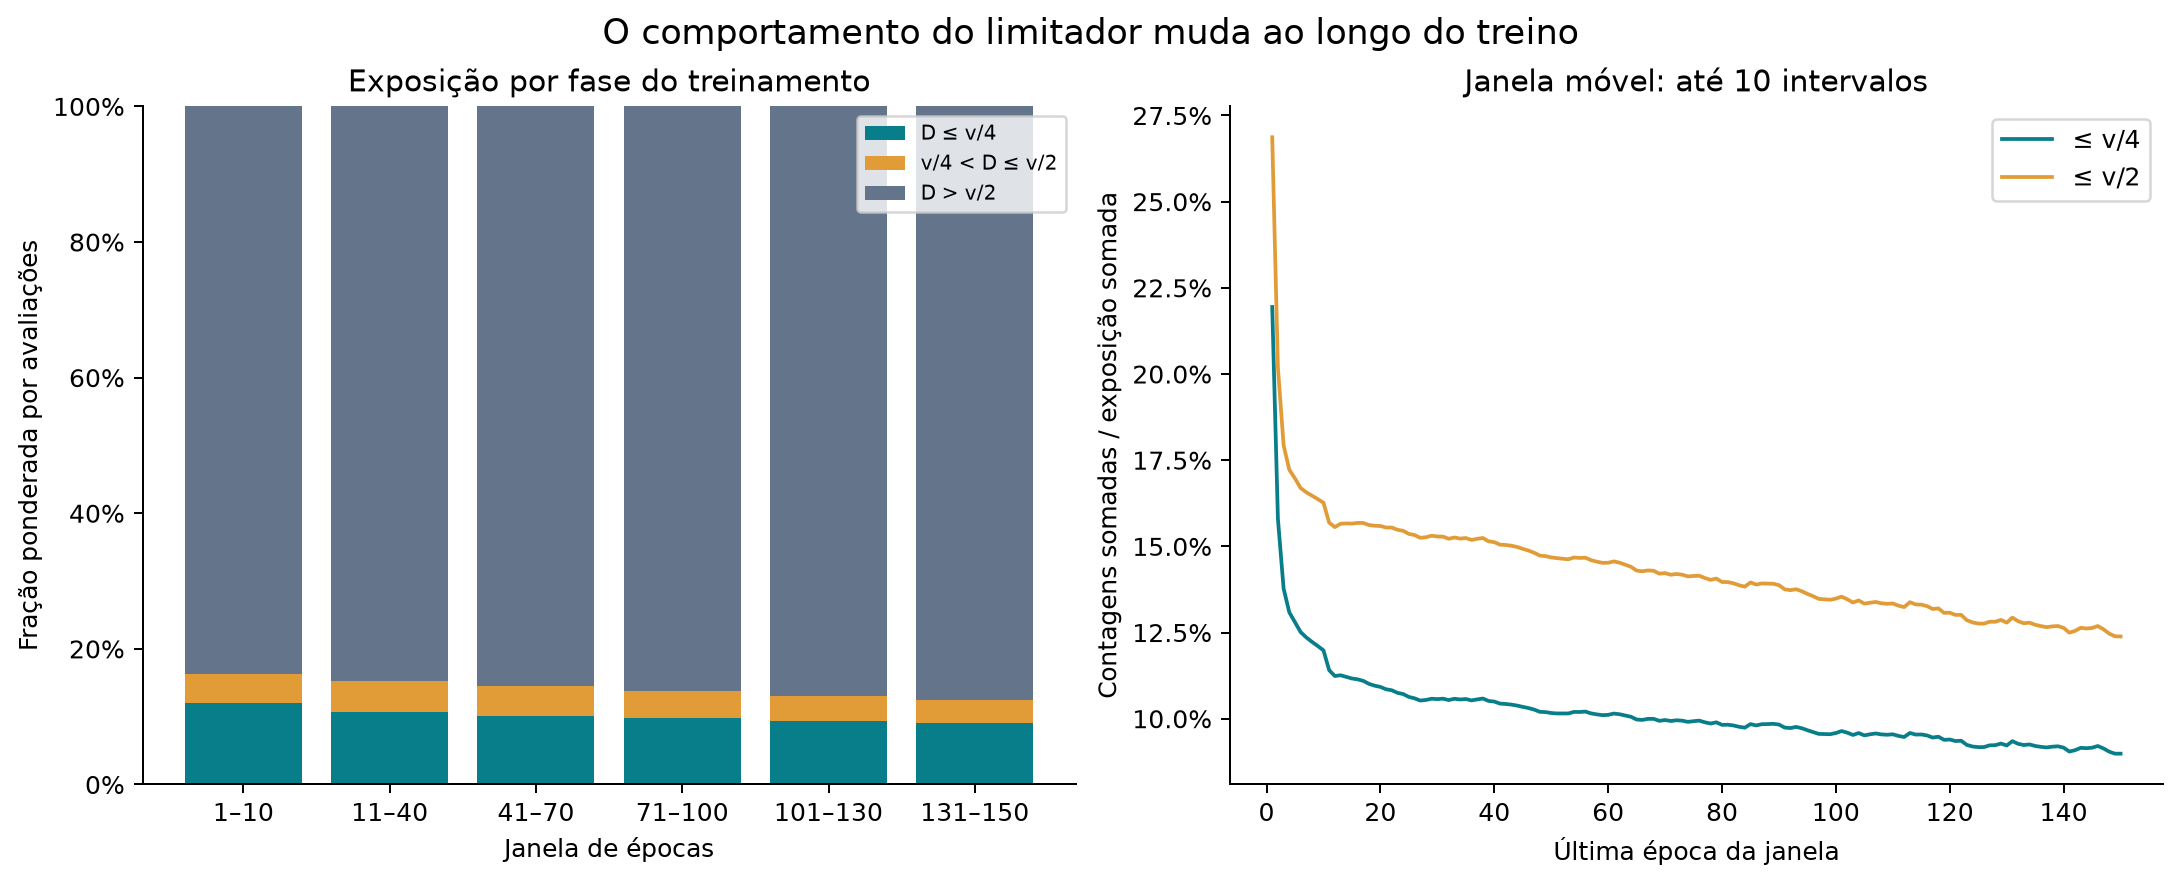 O comportamento do limitador muda ao longo do treino
Exposição por fase do treinamento
100%
80%
60%
40%
20%
0%
Fração ponderada por avaliações
D ≤ v/4
v/4 < D ≤ v/2
D > v/2
1–10
11–40
41–70
71–100
101–130
131–150
Janela de épocas
Janela móvel: até 10 intervalos
27.5%
25.0%
22.5%
20.0%
17.5%
15.0%
12.5%
10.0%
Contagens somadas / exposição somada
≤ v/4
≤ v/2
0
20
40
60
80
100
120
140
Última época da janela